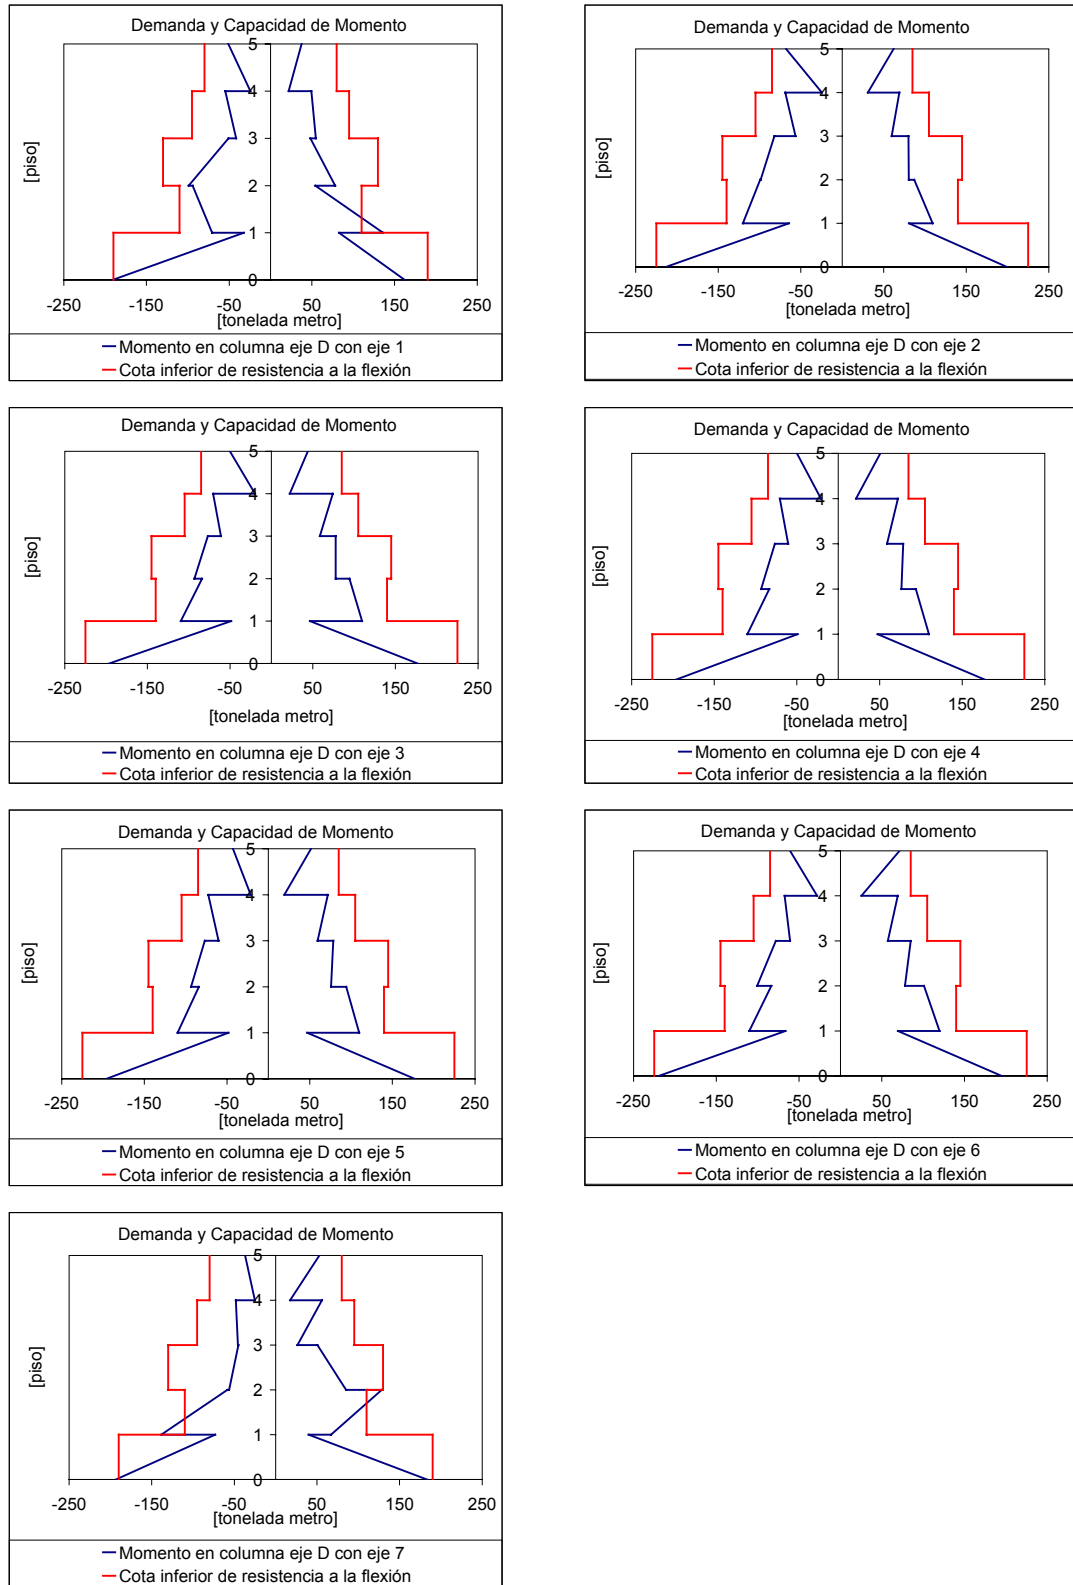 Demanda y Capacidad de Momento
5
4
3
2
1
0
[piso]
-250 -150 -50 50 150 250
[tonelada metro]
Momento en columna eje D con eje 1
Cota inferior de resistencia a la flexión
Demanda y Capacidad de Momento
5
4
3
2
1
0
[piso]
-250 -150 -50 50 150 250
[tonelada metro]
Momento en columna eje D con eje 2
Cota inferior de resistencia a la flexión
Demanda y Capacidad de Momento
5
4
3
2
1
0
[piso]
-250 -150 -50 50 150 250
[tonelada metro]
Momento en columna eje D con eje 3
Cota inferior de resistencia a la flexión
Demanda y Capacidad de Momento
5
4
3
2
1
0
[piso]
-250 -150 -50 50 150 250
[tonelada metro]
Momento en columna eje D con eje 4
Cota inferior de resistencia a la flexión
Demanda y Capacidad de Momento
5
4
3
2
1
0
[piso]
-250 -150 -50 50 150 250
[tonelada metro]
Momento en columna eje D con eje 5
Cota inferior de resistencia a la flexión
Demanda y Capacidad de Momento
5
4
3
2
1
0
[piso]
-250 -150 -50 50 150 250
[tonelada metro]
Momento en columna eje D con eje 6
Cota inferior de resistencia a la flexión
Demanda y Capacidad de Momento
5
4
3
2
1
0
[piso]
-250 -150 -50 50 150 250
[tonelada metro]
Momento en columna eje D con eje 7
Cota inferior de resistencia a la flexión